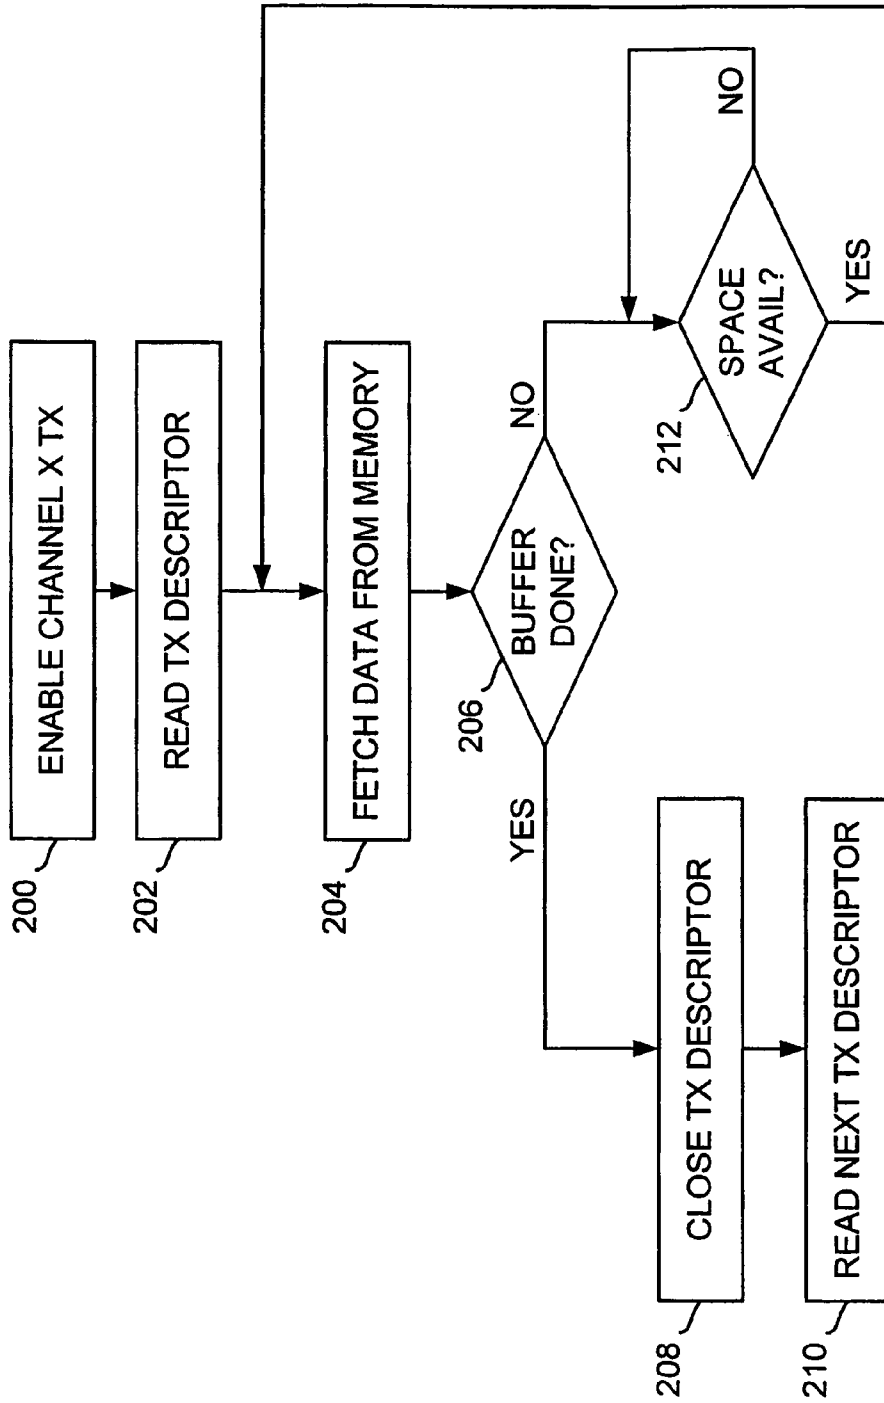 200
ENABLE CHANNEL X TX
202
READ TX DESCRIPTOR
204
FETCH DATA FROM MEMORY
206
BUFFER
DONE?
YES
NO
208
CLOSE TX DESCRIPTOR
210
READ NEXT TX DESCRIPTOR
212
SPACE
AVAIL?
NO
YES